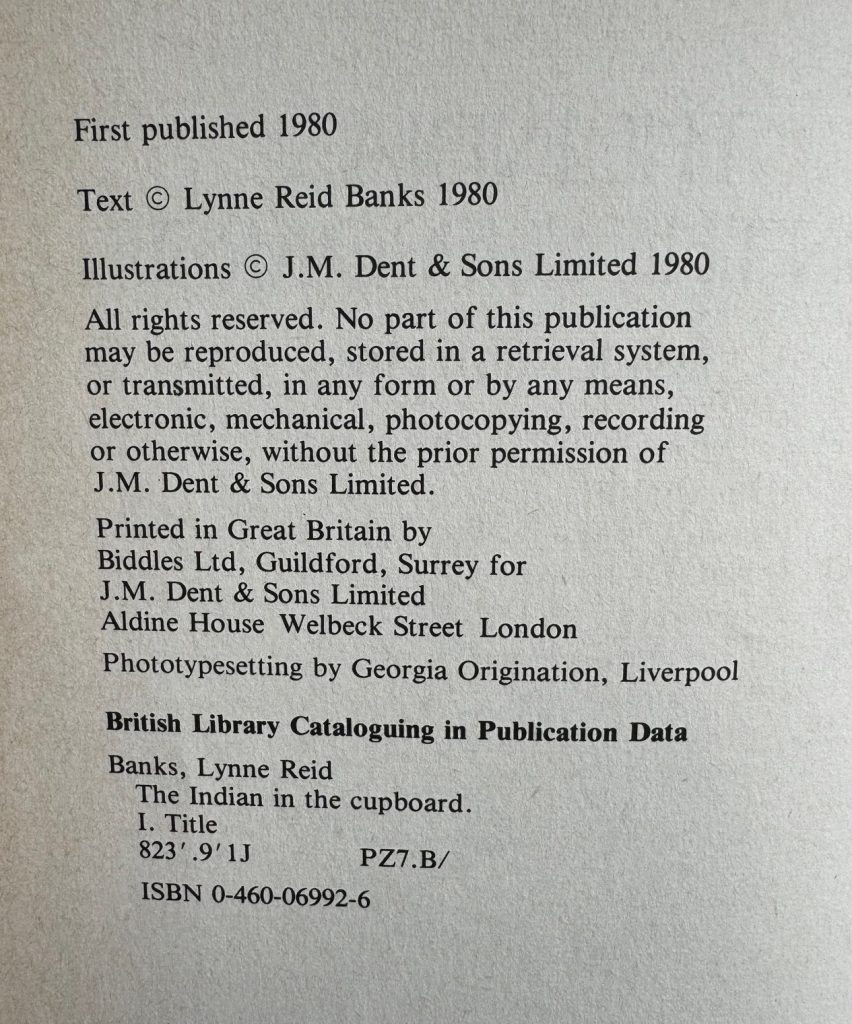 First published 1980
Text © Lynne Reid Banks 1980
Illustrations © J.M. Dent & Sons Limited 1980
All rights reserved. No part of this publication
may be reproduced, stored in a retrieval system,
or transmitted, in any form or by any means,
electronic, mechanical, photocopying, recording
or otherwise, without the prior permission of
J.M. Dent & Sons Limited.
Printed in Great Britain by
Biddles Ltd, Guildford, Surrey for
J.M. Dent & Sons Limited
Aldine House Welbeck Street London
Phototypesetting by Georgia Origination, Liverpool
British Library Cataloguing in Publication Data
Banks, Lynne Reid
The Indian in the cupboard.
I. Title
823′.9′1J PZ7.B/
ISBN 0-460-06992-6